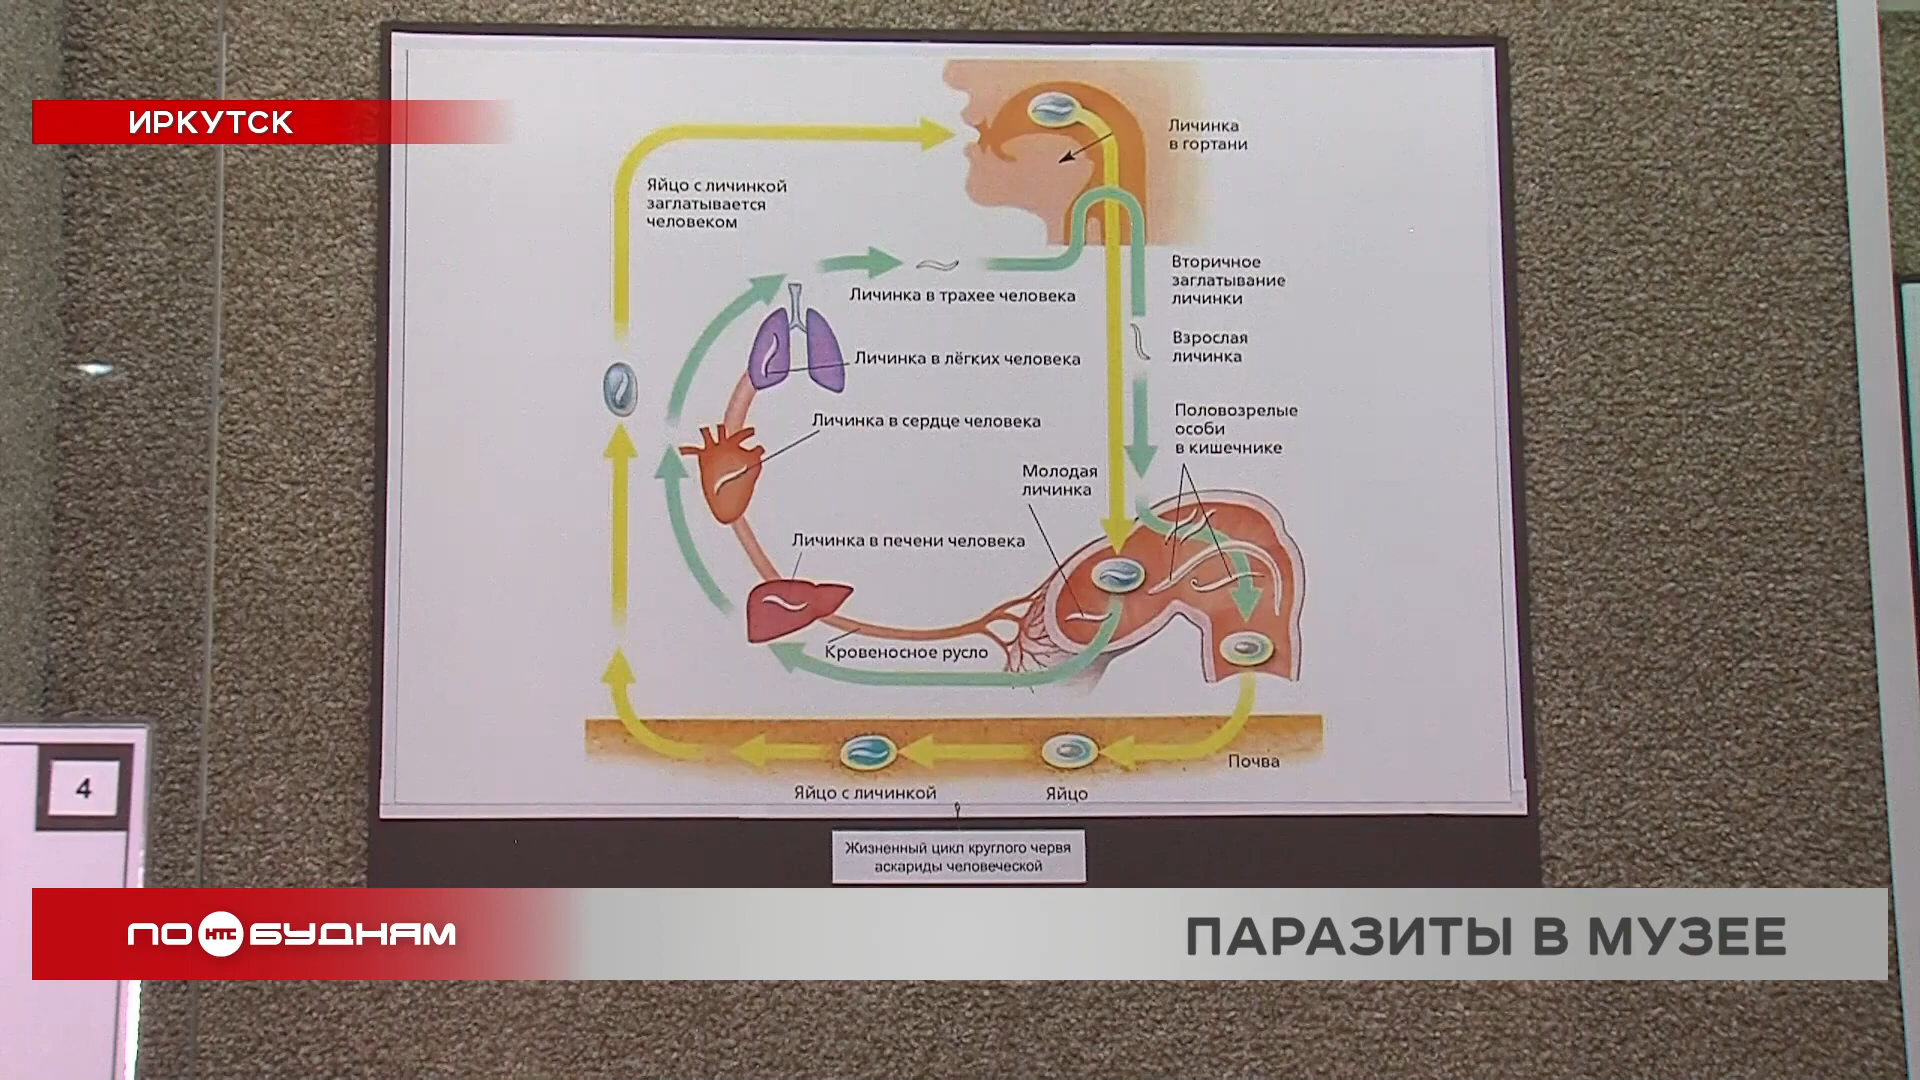 ИРКУТСК
Личинка
в гортани
Яйцо с личинкой
заглатывается
человеком
Вторичное
заглатывание
личинки
Личинка в трахее человека
Взрослая
личинка
Личинка в лёгких человека
Половозрелые
особи
в кишечнике
Личинка в сердце человека
Молодая
личинка
Личинка в печени человека
Кровеносное русло
Почва
Яйцо с личинкой
Яйцо
4
Жизненный цикл круглого червя
аскариды человеческой
ПО НТС БУДНЯМ
ПАРАЗИТЫ В МУЗЕЕ